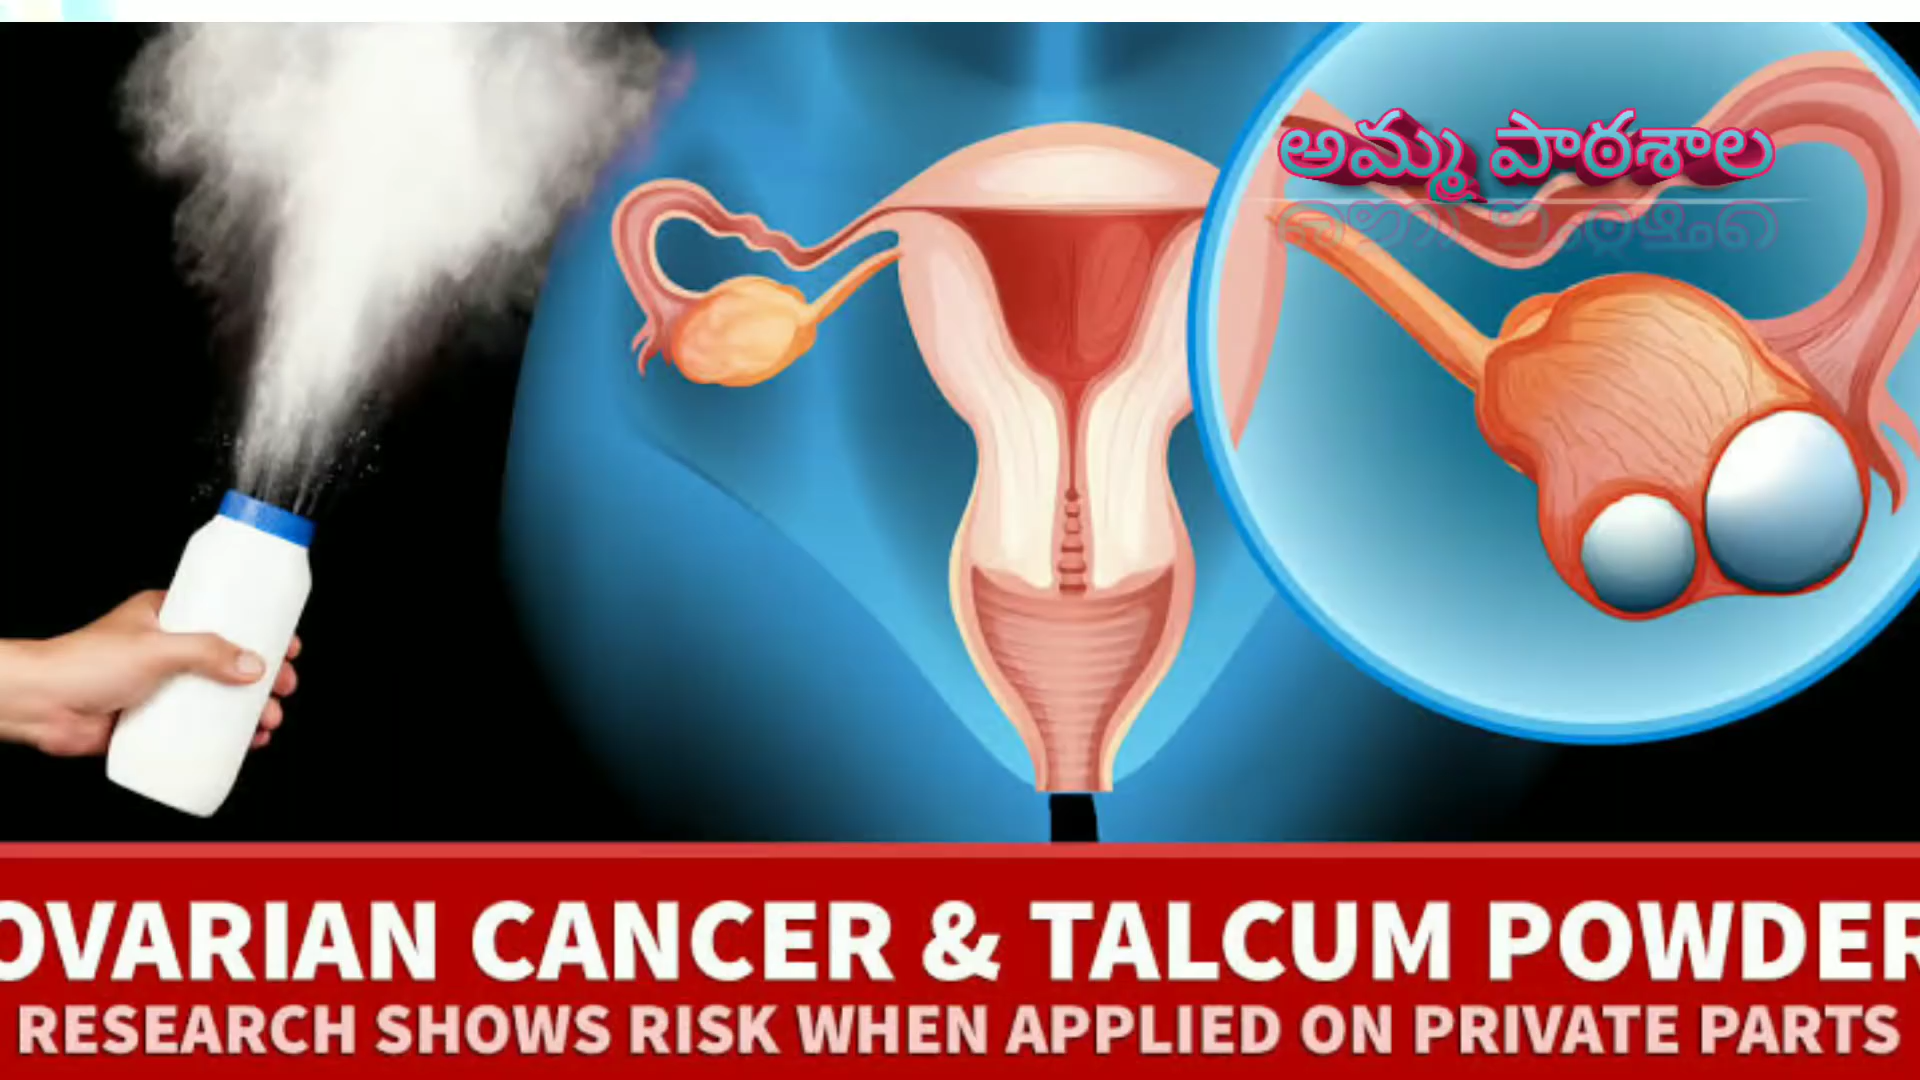 అమ్మ పాఠశాల
OVARIAN CANCER & TALCUM POWDER
RESEARCH SHOWS RISK WHEN APPLIED ON PRIVATE PARTS